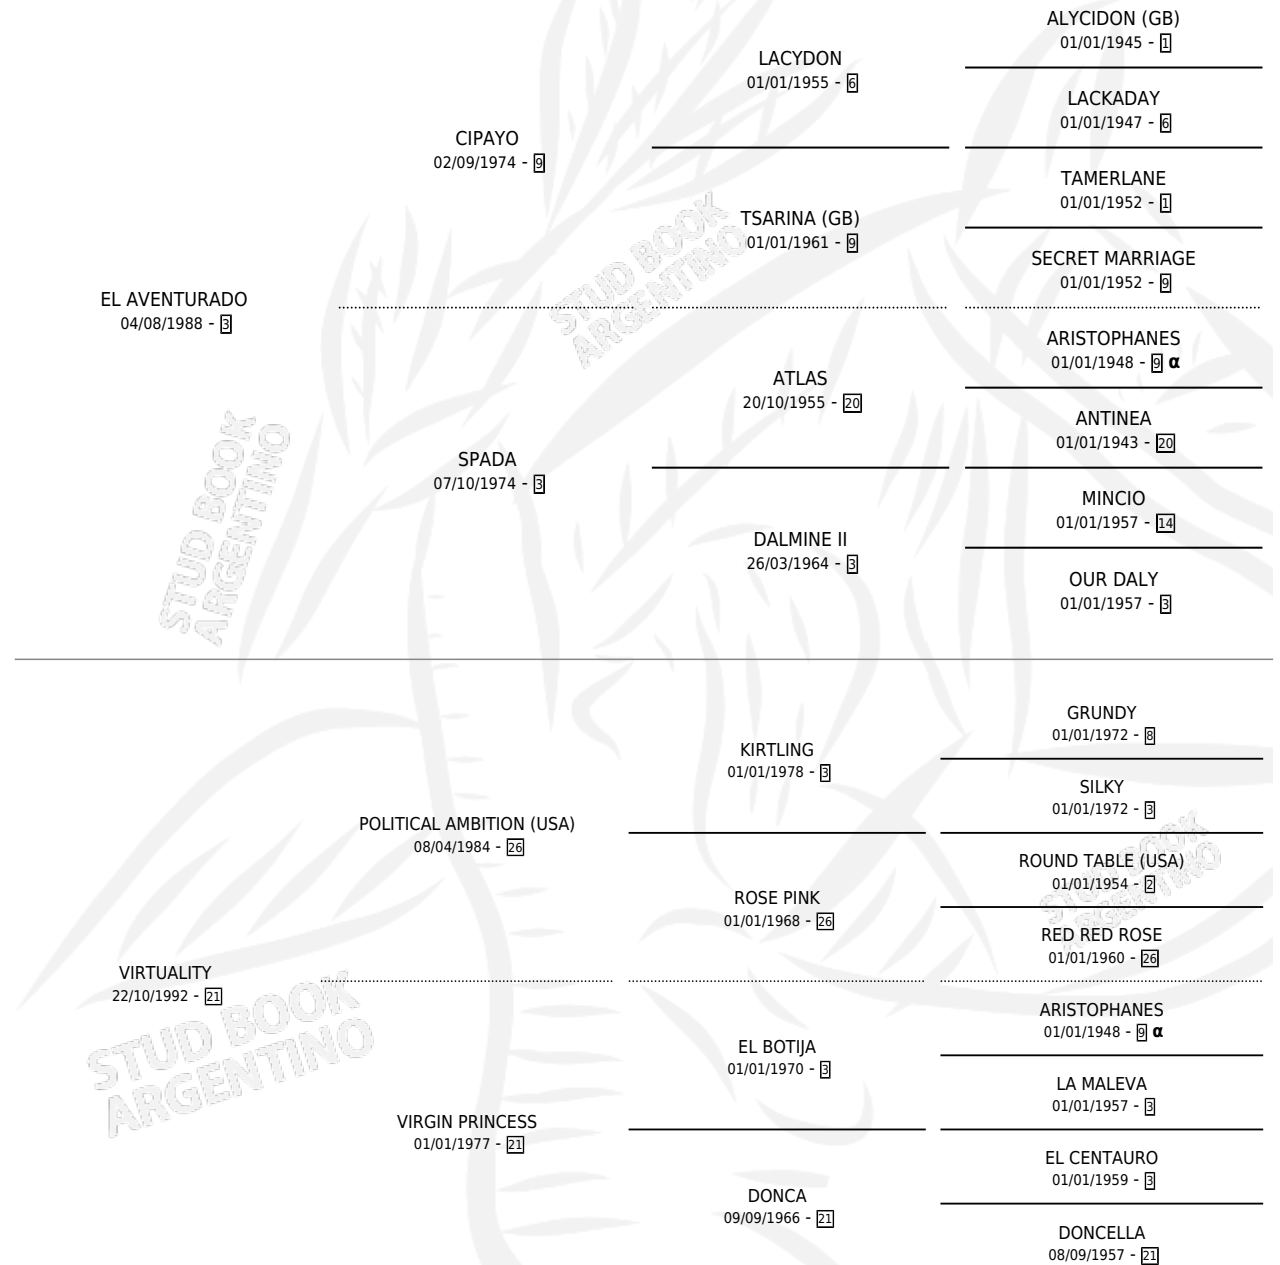 ALYCIDON (GB)
01/01/1945 - 1
LACYDON
01/01/1955 - 6
LACKADAY
01/01/1947 - 6
CIPAYO
02/09/1974 - 9
TAMERLANE
01/01/1952 - 1
TSARINA (GB)
01/01/1961 - 9
SECRET MARRIAGE
01/01/1952 - 9
STUD BOOK
ARGENTINO
EL AVENTURADO
04/08/1988 - 3
ARISTOPHANES
01/01/1948 - 9 α
ATLAS
20/10/1955 - 20
ANTINEA
01/01/1943 - 20
SPADA
07/10/1974 - 3
MINCIO
01/01/1957 - 14
DALMINE II
26/03/1964 - 3
OUR DALY
01/01/1957 - 3
STUD BOOK
ARGENTINO
GRUNDY
01/01/1972 - 8
KIRTLING
01/01/1978 - 3
SILKY
01/01/1972 - 3
POLITICAL AMBITION (USA)
08/04/1984 - 26
ROUND TABLE (USA)
01/01/1954 - 2
ROSE PINK
01/01/1968 - 26
RED RED ROSE
01/01/1960 - 26
STUD BOOK
ARGENTINO
VIRTUALITY
22/10/1992 - 21
ARISTOPHANES
01/01/1948 - 9 α
EL BOTIJA
01/01/1970 - 3
LA MALEVA
01/01/1957 - 3
VIRGIN PRINCESS
01/01/1977 - 21
EL CENTAURO
01/01/1959 - 3
DONCA
09/09/1966 - 21
DONCELLA
08/09/1957 - 21
STUD BOOK
ARGENTINO